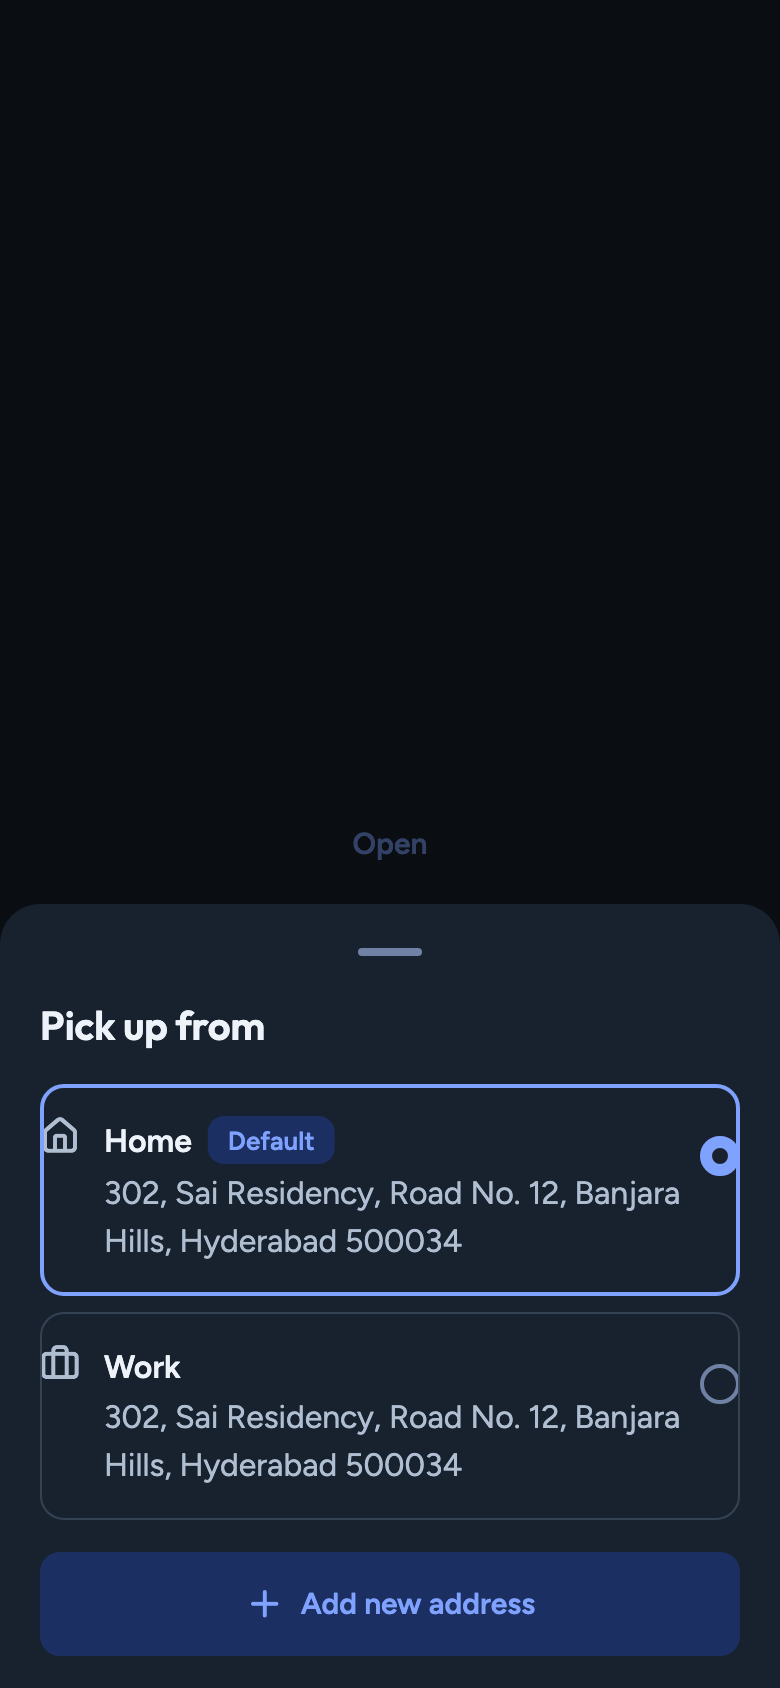 Open
Pick up from
Home Default
302, Sai Residency, Road No. 12, Banjara
Hills, Hyderabad 500034
Work
302, Sai Residency, Road No. 12, Banjara
Hills, Hyderabad 500034
Add new address